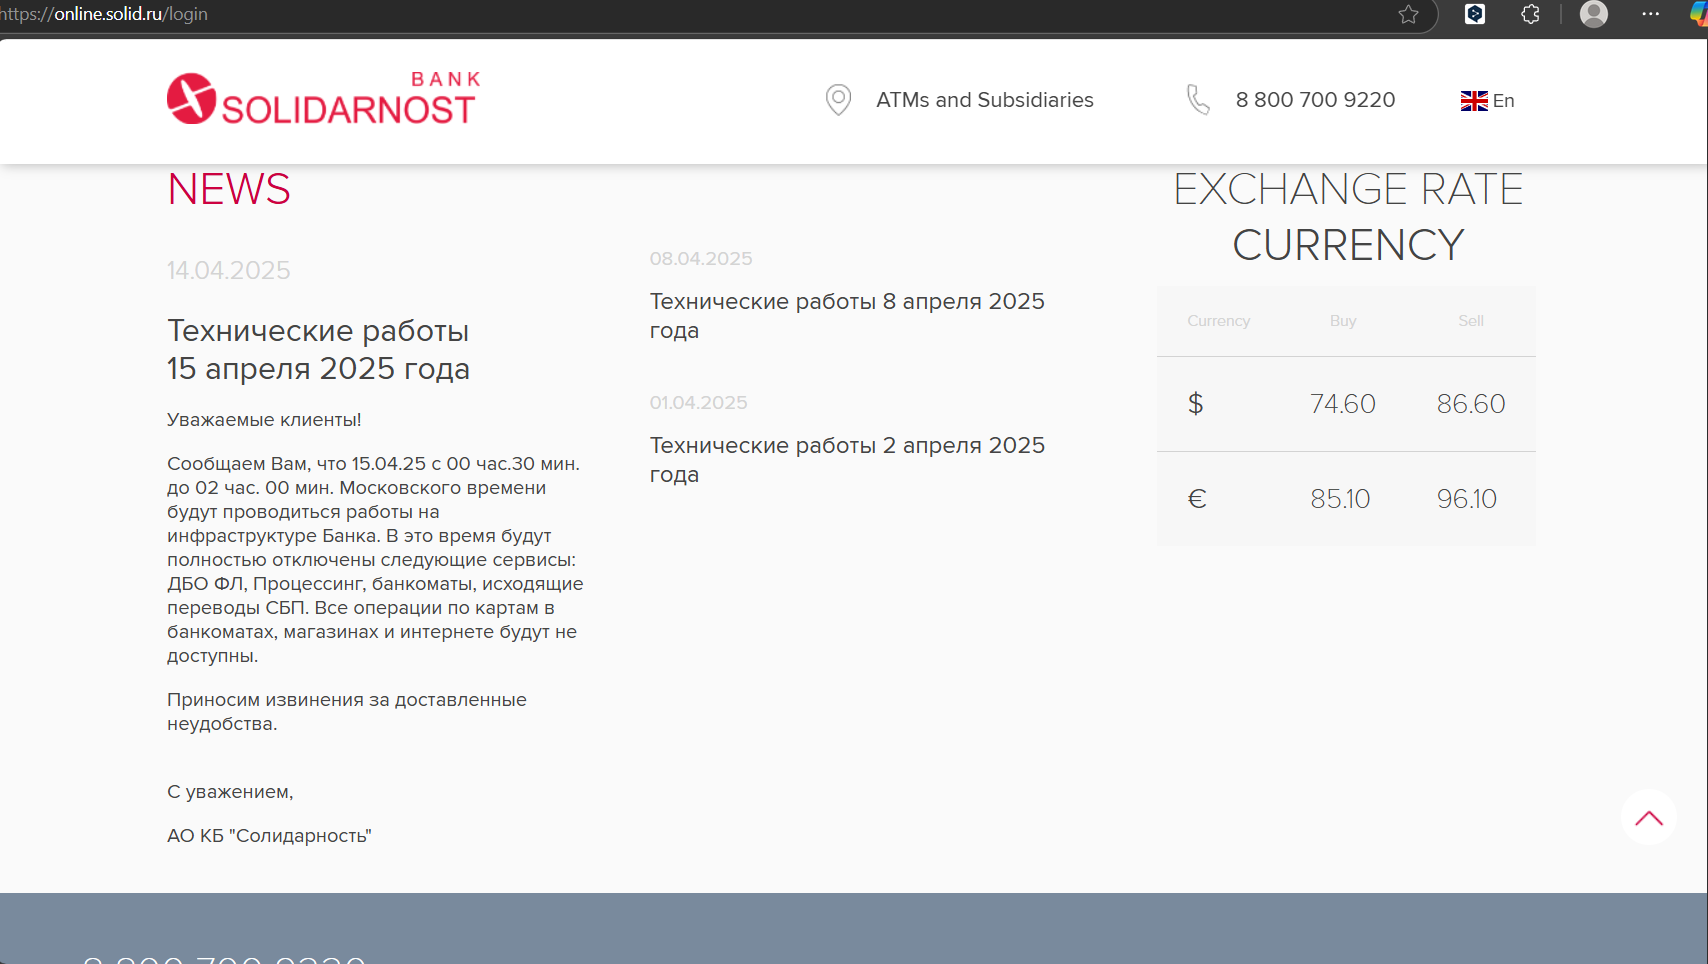 https://online.solid.ru/login
BANK
SOLIDARNOST
ATMs and Subsidiaries
8 800 700 9220
En
NEWS
14.04.2025
Технические работы
15 апреля 2025 года
Уважаемые клиенты!
Сообщаем Вам, что 15.04.25 с 00 час.30 мин.
до 02 час. 00 мин. Московского времени
будут проводиться работы на
инфраструктуре Банка. В это время будут
полностью отключены следующие сервисы:
ДБО ФЛ, Процессинг, банкоматы, исходящие
переводы СБП. Все операции по картам в
банкоматах, магазинах и интернете будут не
доступны.
Приносим извинения за доставленные
неудобства.
С уважением,
АО КБ "Солидарность"
08.04.2025
Технические работы 8 апреля 2025
года
01.04.2025
Технические работы 2 апреля 2025
года
EXCHANGE RATE
CURRENCY
Currency Buy Sell
$ 74.60 86.60
€ 85.10 96.10